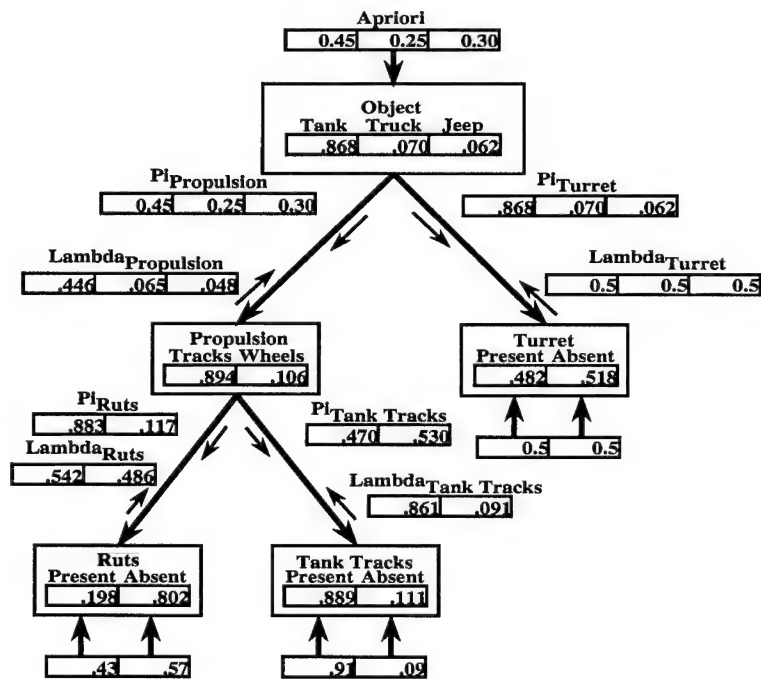 Apriori
0.45 0.25 0.30
Object
Tank Truck Jeep
.868 .070 .062
PiPropulsion
0.45 0.25 0.30
PiTurret
.868 .070 .062
LambdaPropulsion
.446 .065 .048
LambdaTurret
0.5 0.5 0.5
Propulsion
Tracks Wheels
.894 .106
Turret
Present Absent
.482 .518
PiRuts
.883 .117
PiTank Tracks
.470 .530
0.5 0.5
LambdaRuts
.542 .486
LambdaTank Tracks
.861 .091
Ruts
Present Absent
.198 .802
Tank Tracks
Present Absent
.889 .111
.43 .57
.91 .09